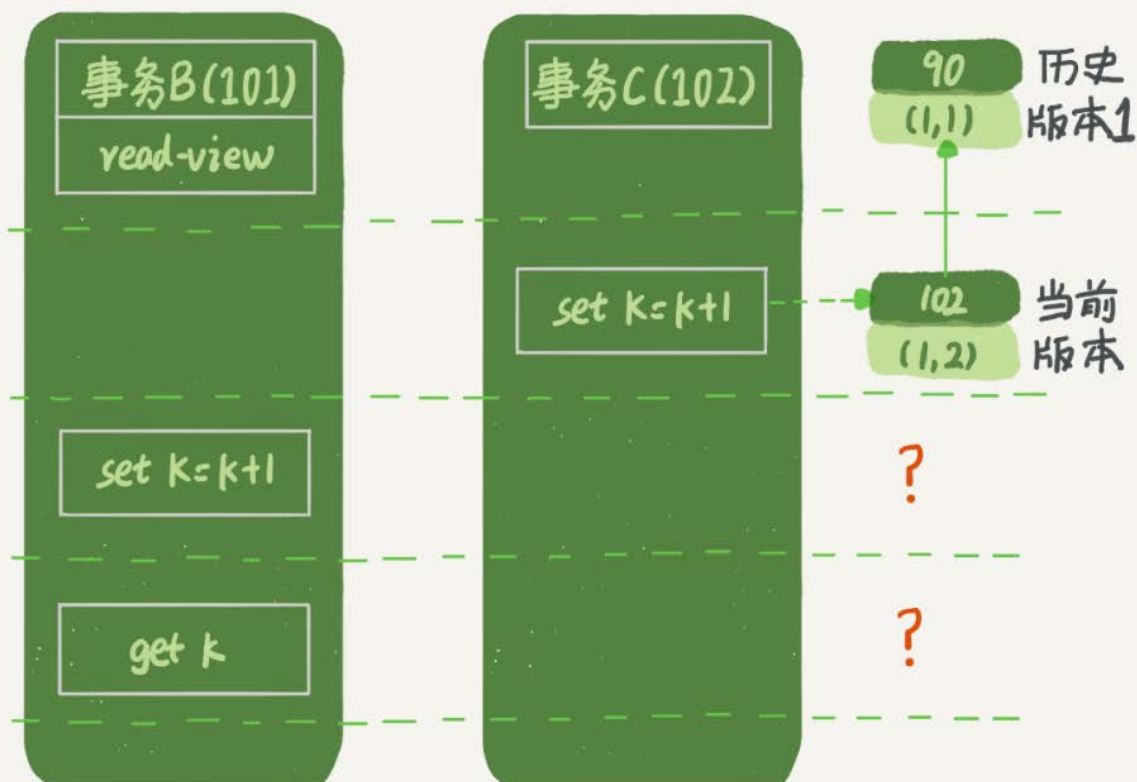 事务B(101)
read-view
事务C(102)
90
(1,1)
历史
版本1
set k=k+1
102
(1,2)
当前
版本
set k=k+1
?
get k
?